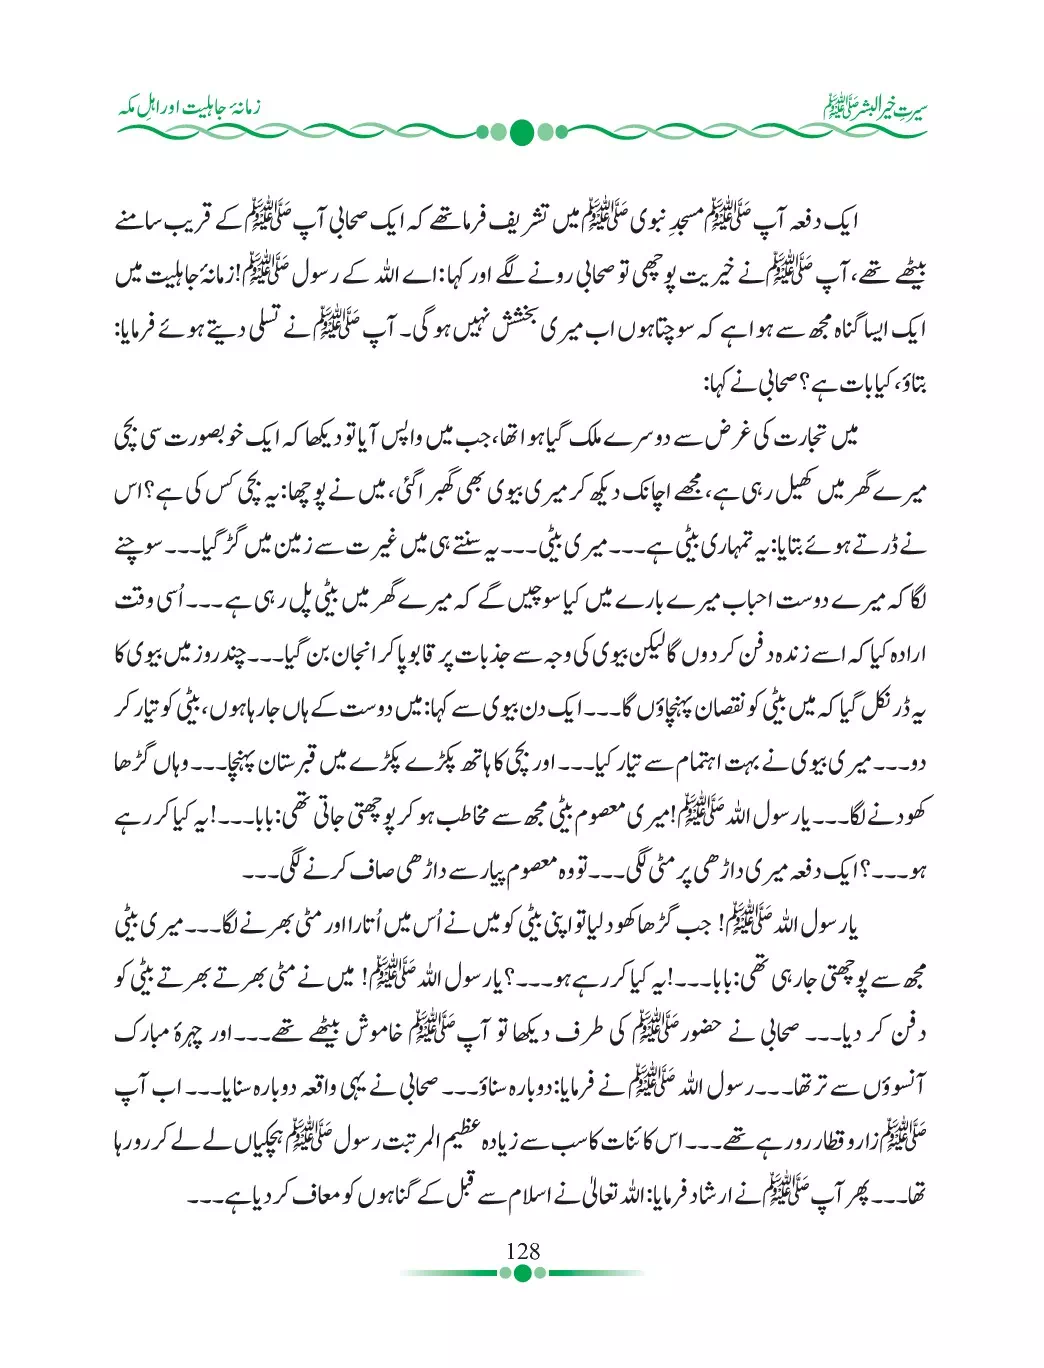 سیرتِ خیر البشر ﷺ
زمانۂ جاہلیت اور اہلِ مکہ
ایک دفعہ آپ ﷺ مسجدِ نبوی ﷺ میں تشریف فرما تھے کہ ایک صحابی آپ ﷺ کے قریب سامنے
بیٹھے تھے، آپ ﷺ نے خیریت پوچھی تو صحابی رونے لگے اور کہا: اے اللہ کے رسول ﷺ! زمانۂ جاہلیت میں
ایک ایسا گناہ مجھ سے ہوا ہے کہ سوچتا ہوں اب میری بخشش نہیں ہو گی۔ آپ ﷺ نے تسلی دیتے ہوئے فرمایا:
بتاؤ، کیا بات ہے؟ صحابی نے کہا:
میں تجارت کی غرض سے دوسرے ملک گیا ہوا تھا، جب میں واپس آیا تو دیکھا کہ ایک خوبصورت سی بچی
میرے گھر میں کھیل رہی ہے، مجھے اچانک دیکھ کر میری بیوی بھی گھبرا گئی، میں نے پوچھا: یہ بچی کس کی ہے؟ اس
نے ڈرتے ہوئے بتایا: یہ تمہاری بیٹی ہے۔۔۔ میری بیٹی۔۔۔ یہ سنتے ہی میں غیرت سے زمین میں گڑ گیا۔۔۔ سوچنے
لگا کہ میرے دوست احباب میرے بارے میں کیا سوچیں گے کہ میرے گھر میں بیٹی پل رہی ہے۔۔۔ اُسی وقت
ارادہ کیا کہ اسے زندہ دفن کر دوں گا لیکن بیوی کی وجہ سے جذبات پر قابو پا کر انجان بن گیا۔۔۔ چند روز میں بیوی کا
یہ ڈر نکل گیا کہ میں بیٹی کو نقصان پہنچاؤں گا۔۔۔ ایک دن بیوی سے کہا: میں دوست کے ہاں جا رہا ہوں، بیٹی کو تیار کر
دو۔۔۔ میری بیوی نے بہت اہتمام سے تیار کیا۔۔۔ اور بچی کا ہاتھ پکڑے پکڑے میں قبرستان پہنچا۔۔۔ وہاں گڑھا
کھودنے لگا۔۔۔ یا رسول اللہ ﷺ! میری معصوم بیٹی مجھ سے مخاطب ہو کر پوچھتی جاتی تھی: بابا۔۔۔! یہ کیا کر رہے
ہو۔۔۔؟ ایک دفعہ میری داڑھی پر مٹی لگی۔۔۔ تو وہ معصوم پیار سے داڑھی صاف کرنے لگی۔۔۔
یا رسول اللہ ﷺ! جب گڑھا کھود لیا تو اپنی بیٹی کو میں نے اُس میں اُتارا اور مٹی بھرنے لگا۔۔۔ میری بیٹی
مجھ سے پوچھتی جا رہی تھی: بابا۔۔۔! یہ کیا کر رہے ہو۔۔۔؟ یا رسول اللہ ﷺ! میں نے مٹی بھرتے بھرتے بیٹی کو
دفن کر دیا۔۔۔ صحابی نے حضور ﷺ کی طرف دیکھا تو آپ ﷺ خاموش بیٹھے تھے۔۔۔ اور چہرۂ مبارک
آنسوؤں سے تر تھا۔۔۔ رسول اللہ ﷺ نے فرمایا: دوبارہ سناؤ۔۔۔ صحابی نے یہی واقعہ دوبارہ سنایا۔۔۔ اب آپ
ﷺ زار و قطار رو رہے تھے۔۔۔ اس کائنات کا سب سے زیادہ عظیم المرتبت رسول ﷺ ہچکیاں لے لے کر رو رہا
تھا۔۔۔ پھر آپ ﷺ نے ارشاد فرمایا: اللہ تعالیٰ نے اسلام سے قبل کے گناہوں کو معاف کر دیا ہے۔۔۔
128